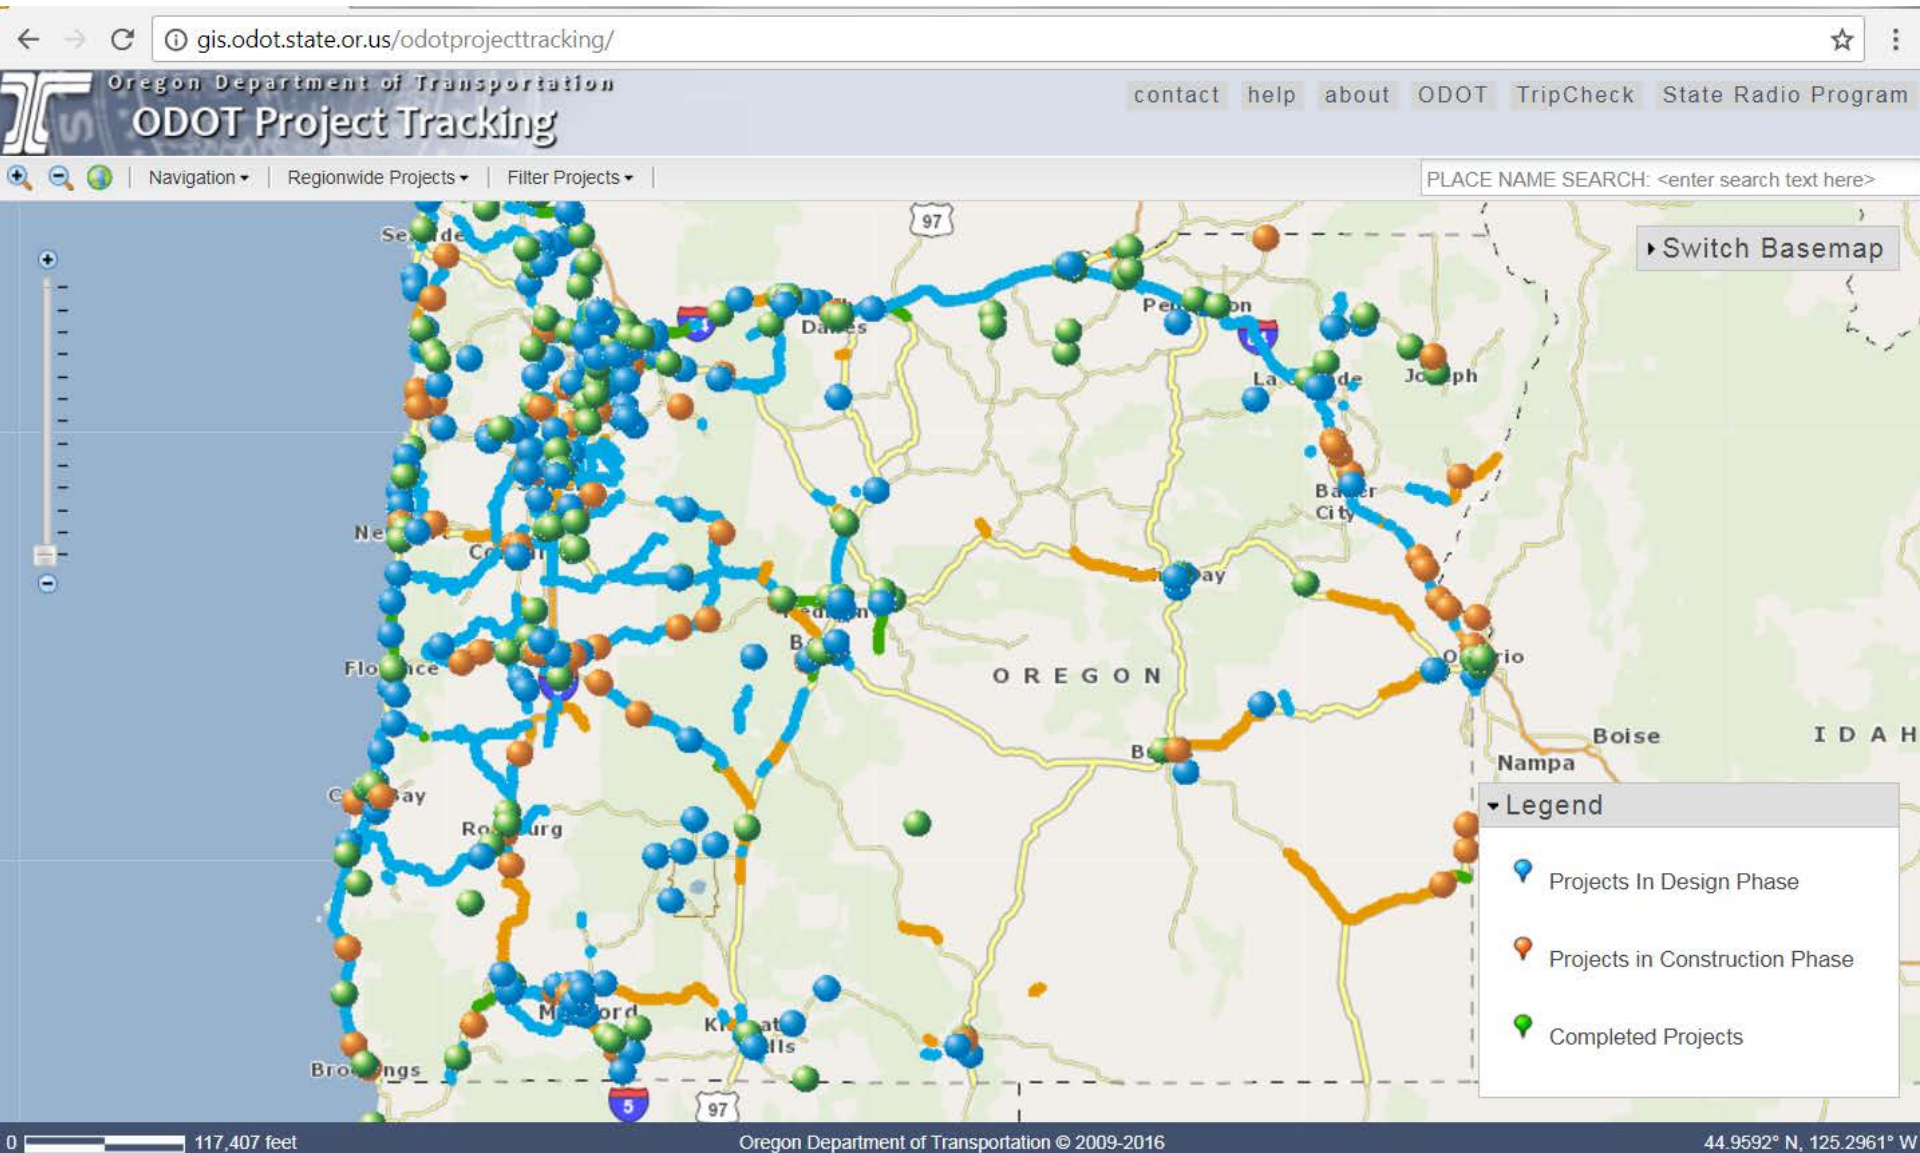 gis.odot.state.or.us/odotprojecttracking/
Oregon Department of Transportation
ODOT Project Tracking
contact help about ODOT TripCheck State Radio Program
Navigation
Regionwide Projects
Filter Projects
PLACE NAME SEARCH: <enter search text here>
97
Switch Basemap
OREGON
Boise
IDAH
Nampa
City
Legend
Projects In Design Phase
Projects in Construction Phase
Completed Projects
5
97
0
117,407 feet
Oregon Department of Transportation © 2009-2016
44.9592° N, 125.2961° W